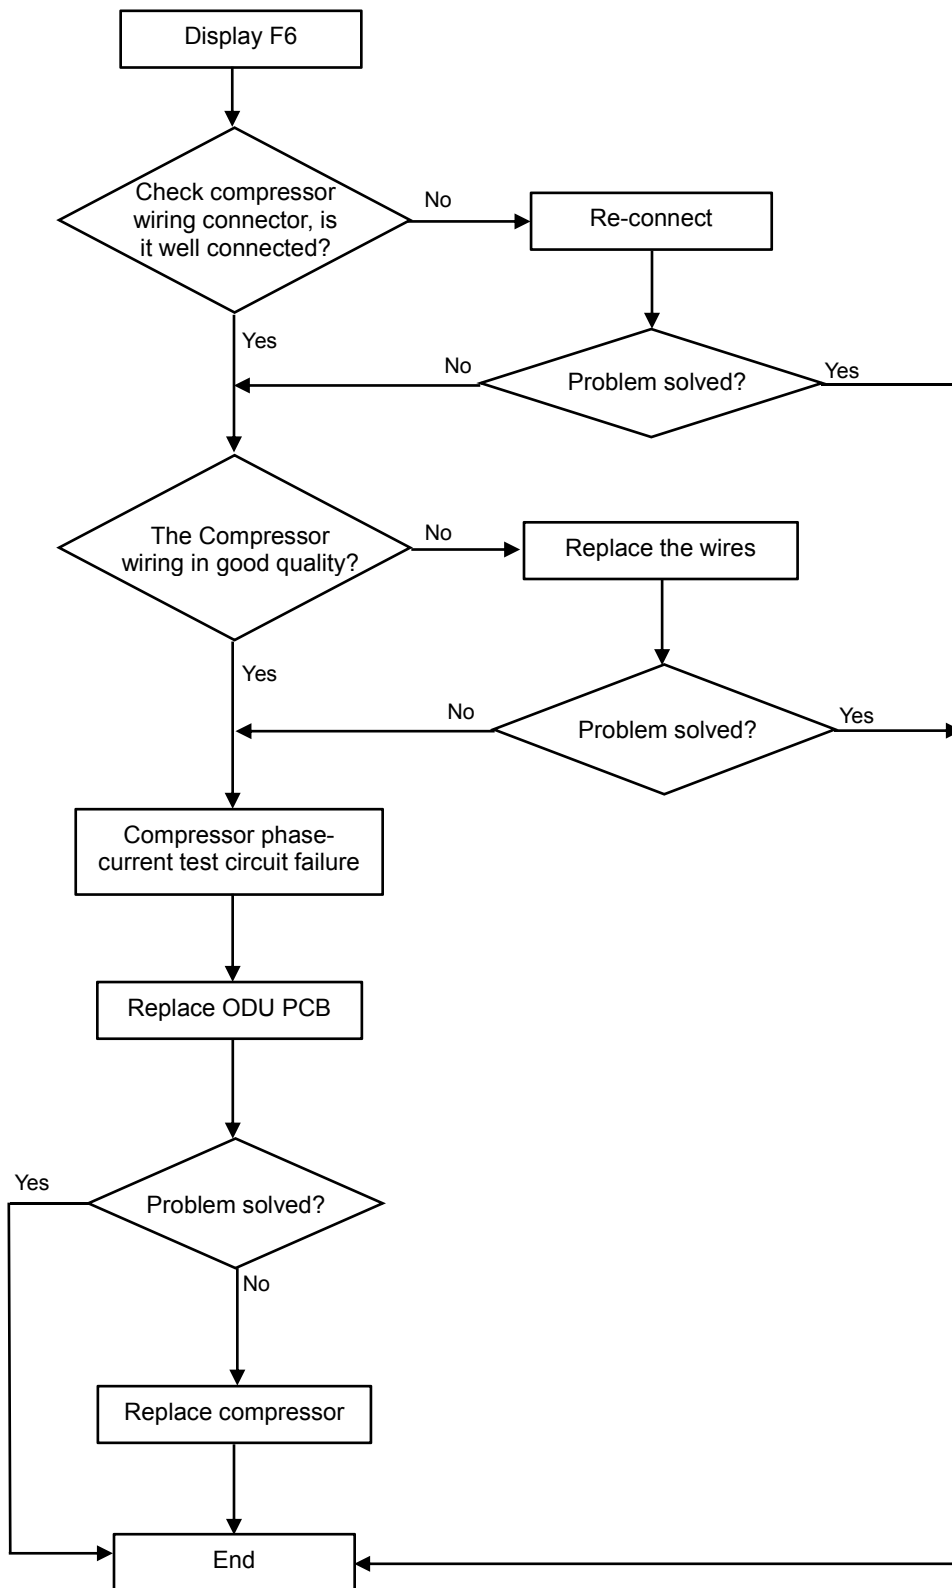 Display F6
Check compressor
wiring connector, is
it well connected?
No
Re-connect
Yes
No
Problem solved?
Yes
The Compressor
wiring in good quality?
No
Replace the wires
Yes
No
Problem solved?
Yes
Compressor phase-
current test circuit failure
Replace ODU PCB
Yes
Problem solved?
No
Replace compressor
End